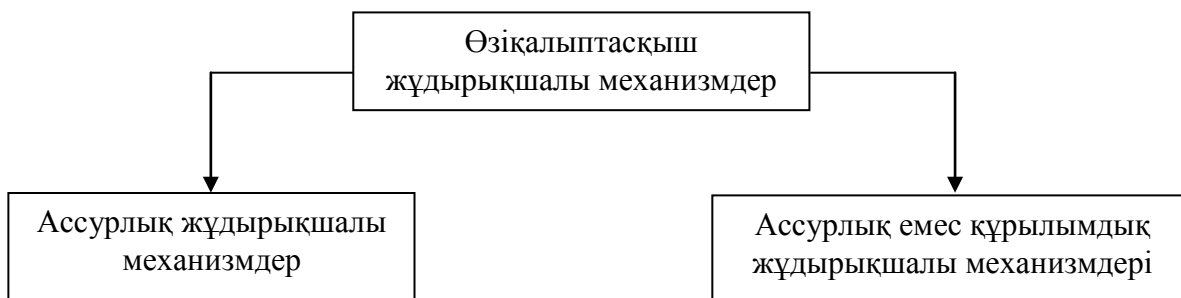 Өзіқалыптасқыш
жұдырықшалы механизмдер
Ассурлық жұдырықшалы
механизмдер
Ассурлық емес құрылымдық
жұдырықшалы механизмдері